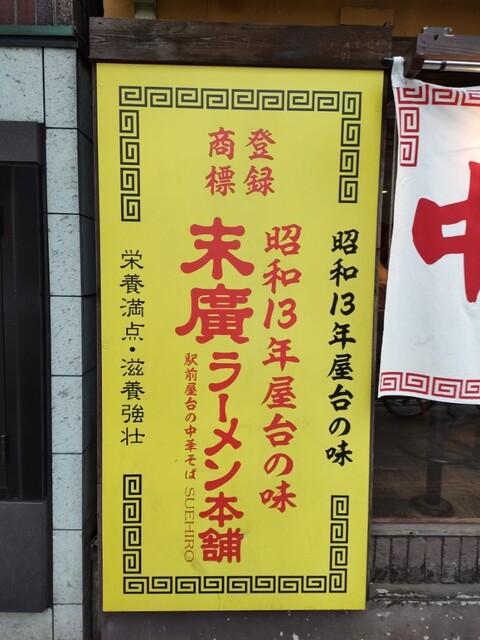 登録
商標
昭和13年屋台の味
昭和13年屋台の味
末廣ラーメン本舗
駅前屋台の中華そば SUEHIRO
栄養満点・滋養強壮
中